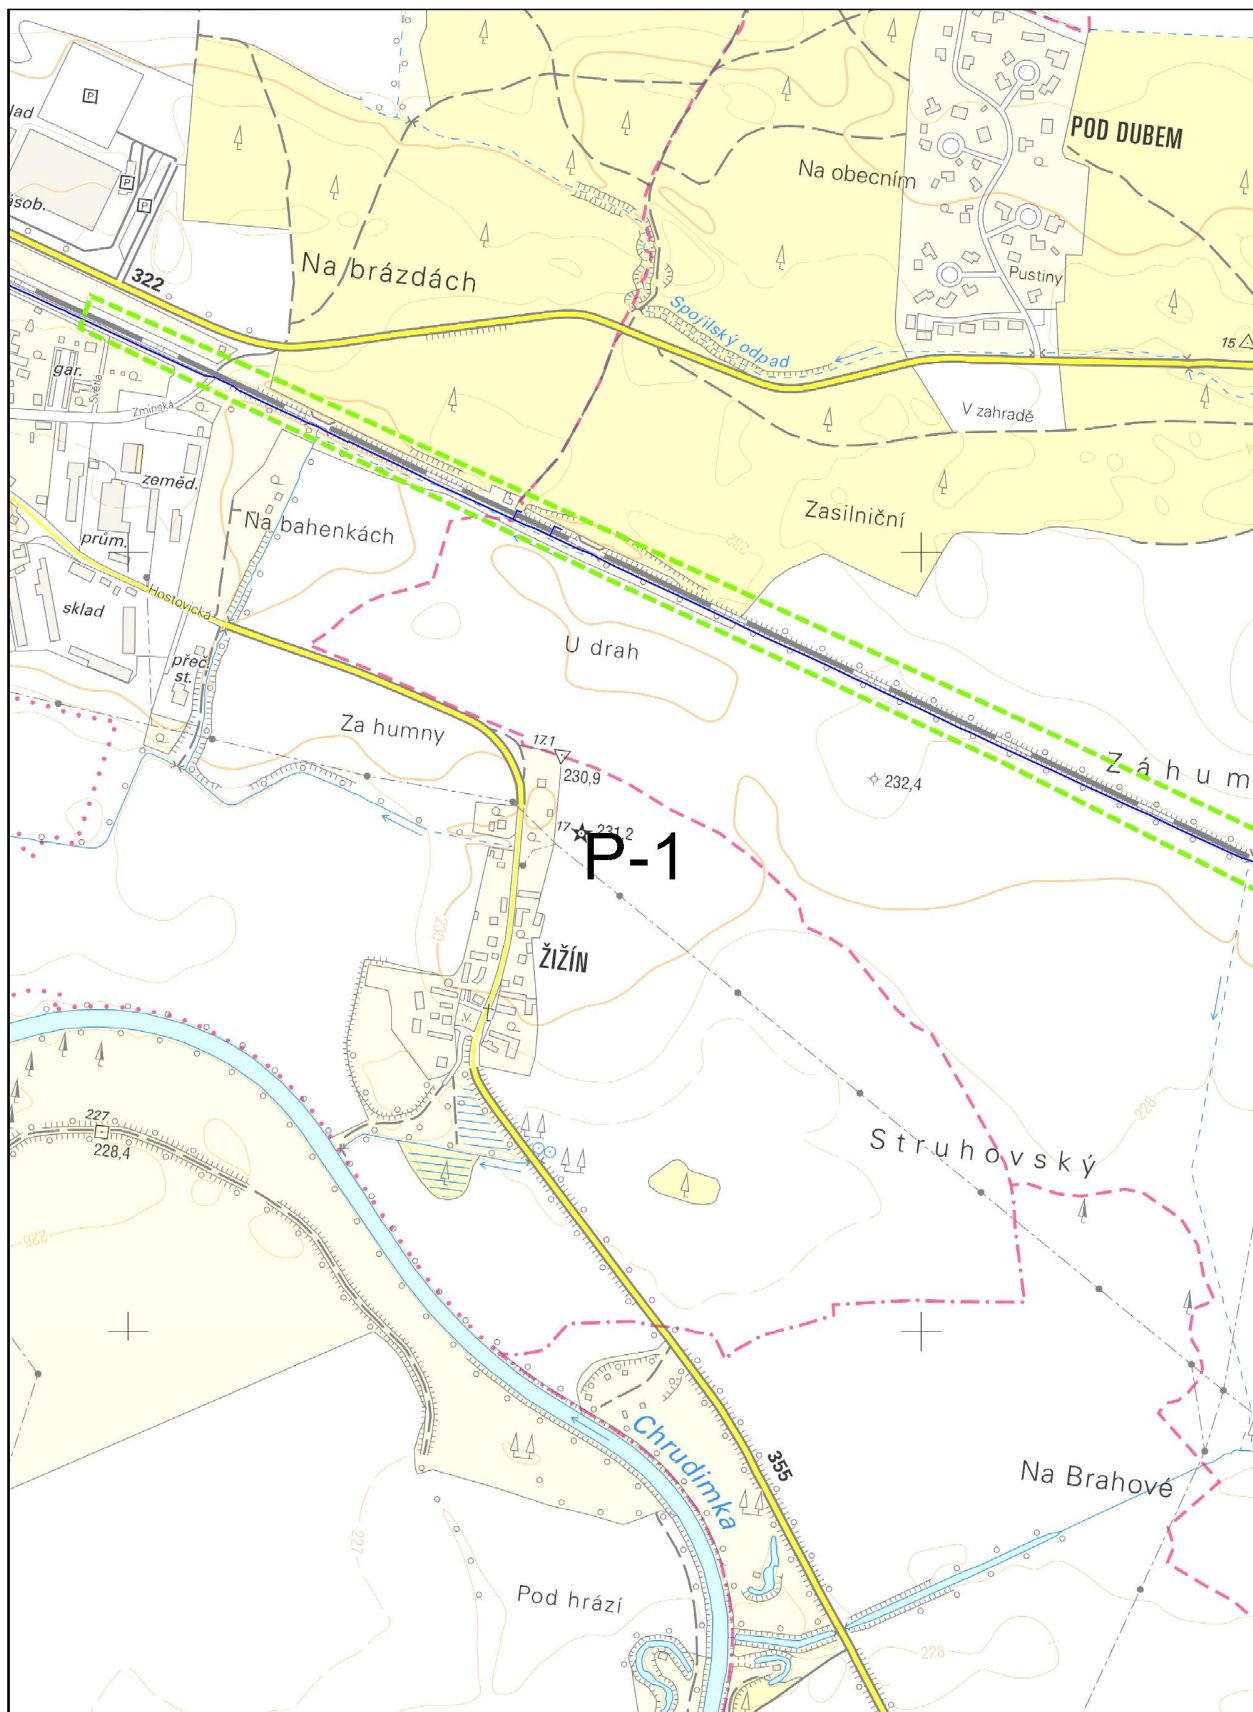 lad
P
POD DUBEM
Na obecním
P
P
ásob.
322
Na brázdách
Pustiny
Spojilský odpad
15
gar.
Světlá
Zminská
V zahradě
zeměd.
Zasilniční
Na bahenkách
232
prům.
Hostovická
sklad
U drah
přeč.
st.
Za humny
17.1
230,9
232,4
Záhum
17
231,2
P-1
230
ŽIŽÍN
228
227
228,4
Struhovský
226
Chrudimka
355
Na Brahové
227
Pod hrází
228